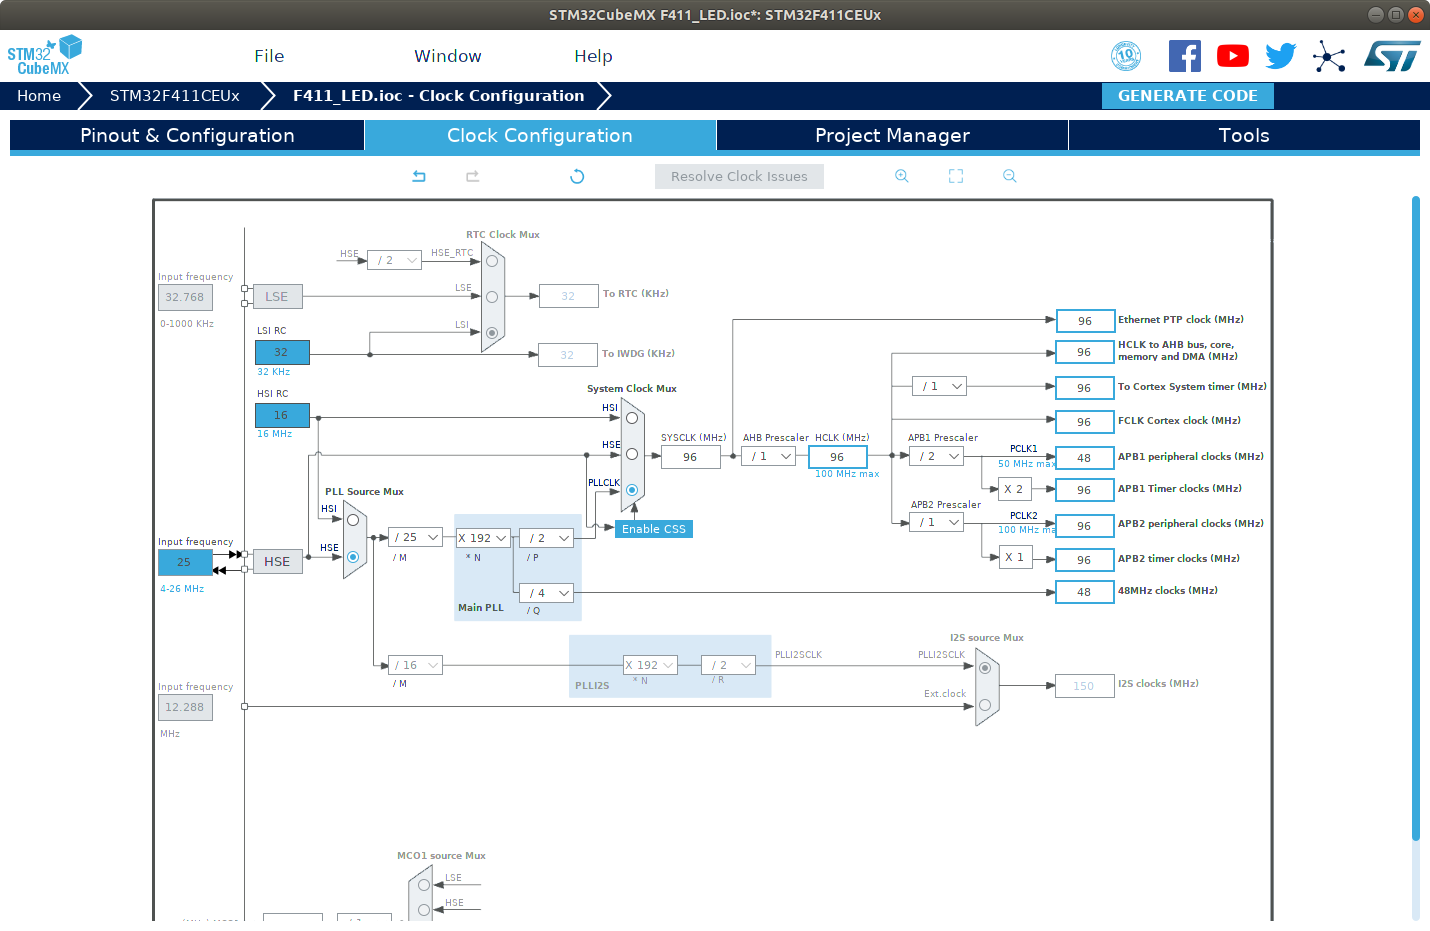 STM32CubeMX F411_LED.ioc*: STM32F411CEUx
STM32
CubeMX
File
Window
Help
10
ST
Home
STM32F411CEUx
F411_LED.ioc - Clock Configuration
GENERATE CODE
Pinout & Configuration
Clock Configuration
Project Manager
Tools
Resolve Clock Issues
RTC Clock Mux
HSE
/ 2
HSE_RTC
Input frequency
32.768
0-1000 KHz
LSE
LSE
32
To RTC (KHz)
LSI
LSI RC
32
32 KHz
32
To IWDG (KHz)
HSI RC
16
16 MHz
System Clock Mux
HSI
HSE
PLLCLK
Enable CSS
SYSCLK (MHz)
96
AHB Prescaler
/ 1
HCLK (MHz)
96
100 MHz max
96
Ethernet PTP clock (MHz)
96
HCLK to AHB bus, core,
memory and DMA (MHz)
/ 1
96
To Cortex System timer (MHz)
96
FCLK Cortex clock (MHz)
APB1 Prescaler
/ 2
PCLK1
50 MHz max
48
APB1 peripheral clocks (MHz)
X 2
96
APB1 Timer clocks (MHz)
APB2 Prescaler
/ 1
PCLK2
100 MHz ma
96
APB2 peripheral clocks (MHz)
X 1
96
APB2 timer clocks (MHz)
48
48MHz clocks (MHz)
PLL Source Mux
HSI
HSE
Input frequency
25
4-26 MHz
HSE
/ 25
/ M
X 192
* N
/ 2
/ P
/ 4
/ Q
Main PLL
/ 16
/ M
PLLI2S
X 192
* N
/ 2
/ R
PLLI2SCLK
I2S source Mux
PLLI2SCLK
Ext.clock
150
I2S clocks (MHz)
Input frequency
12.288
MHz
MCO1 source Mux
LSE
HSE